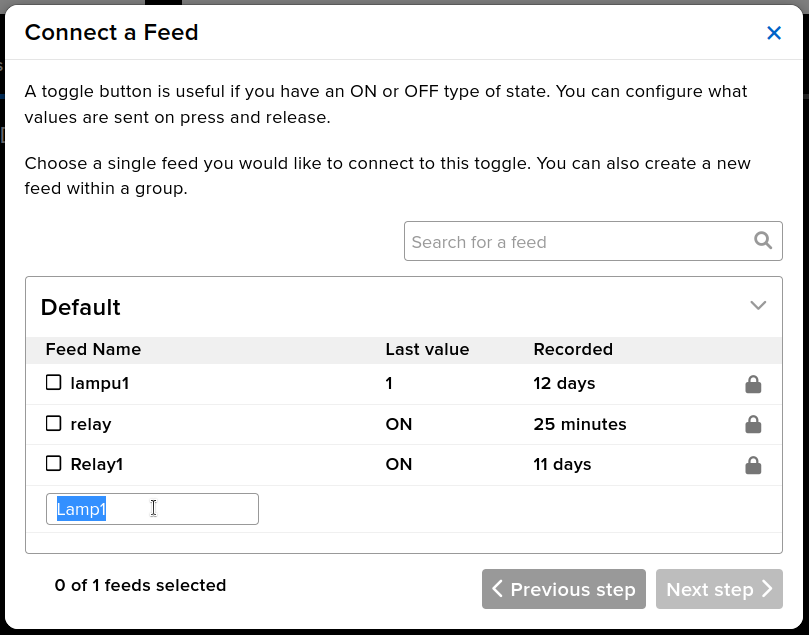 Connect a Feed
A toggle button is useful if you have an ON or OFF type of state. You can configure what
values are sent on press and release.
Choose a single feed you would like to connect to this toggle. You can also create a new
feed within a group.
Search for a feed
Default
Feed Name Last value Recorded
lampu1 1 12 days
relay ON 25 minutes
Relay1 ON 11 days
Lamp1
0 of 1 feeds selected
Previous step Next step